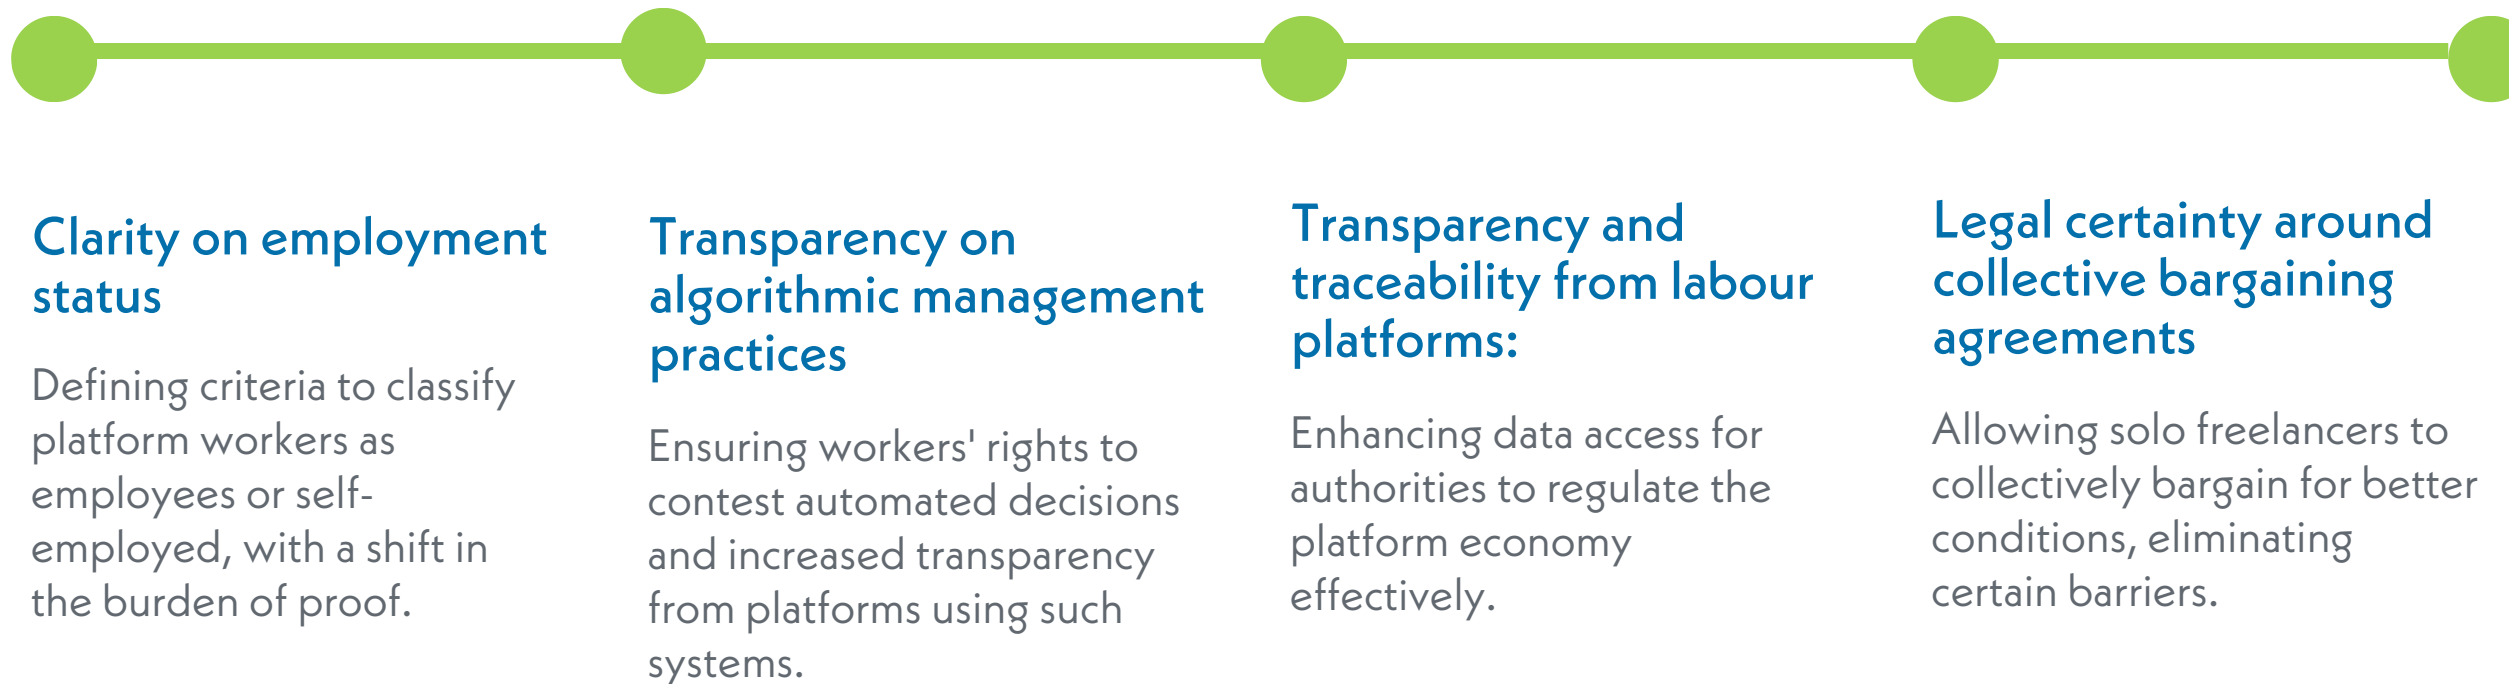 Clarity on employment
status
Defining criteria to classify
platform workers as
employees or self-
employed, with a shift in
the burden of proof.
Transparency on
algorithmic management
practices
Ensuring workers' rights to
contest automated decisions
and increased transparency
from platforms using such
systems.
Transparency and
traceability from labour
platforms:
Enhancing data access for
authorities to regulate the
platform economy
effectively.
Legal certainty around
collective bargaining
agreements
Allowing solo freelancers to
collectively bargain for better
conditions, eliminating
certain barriers.